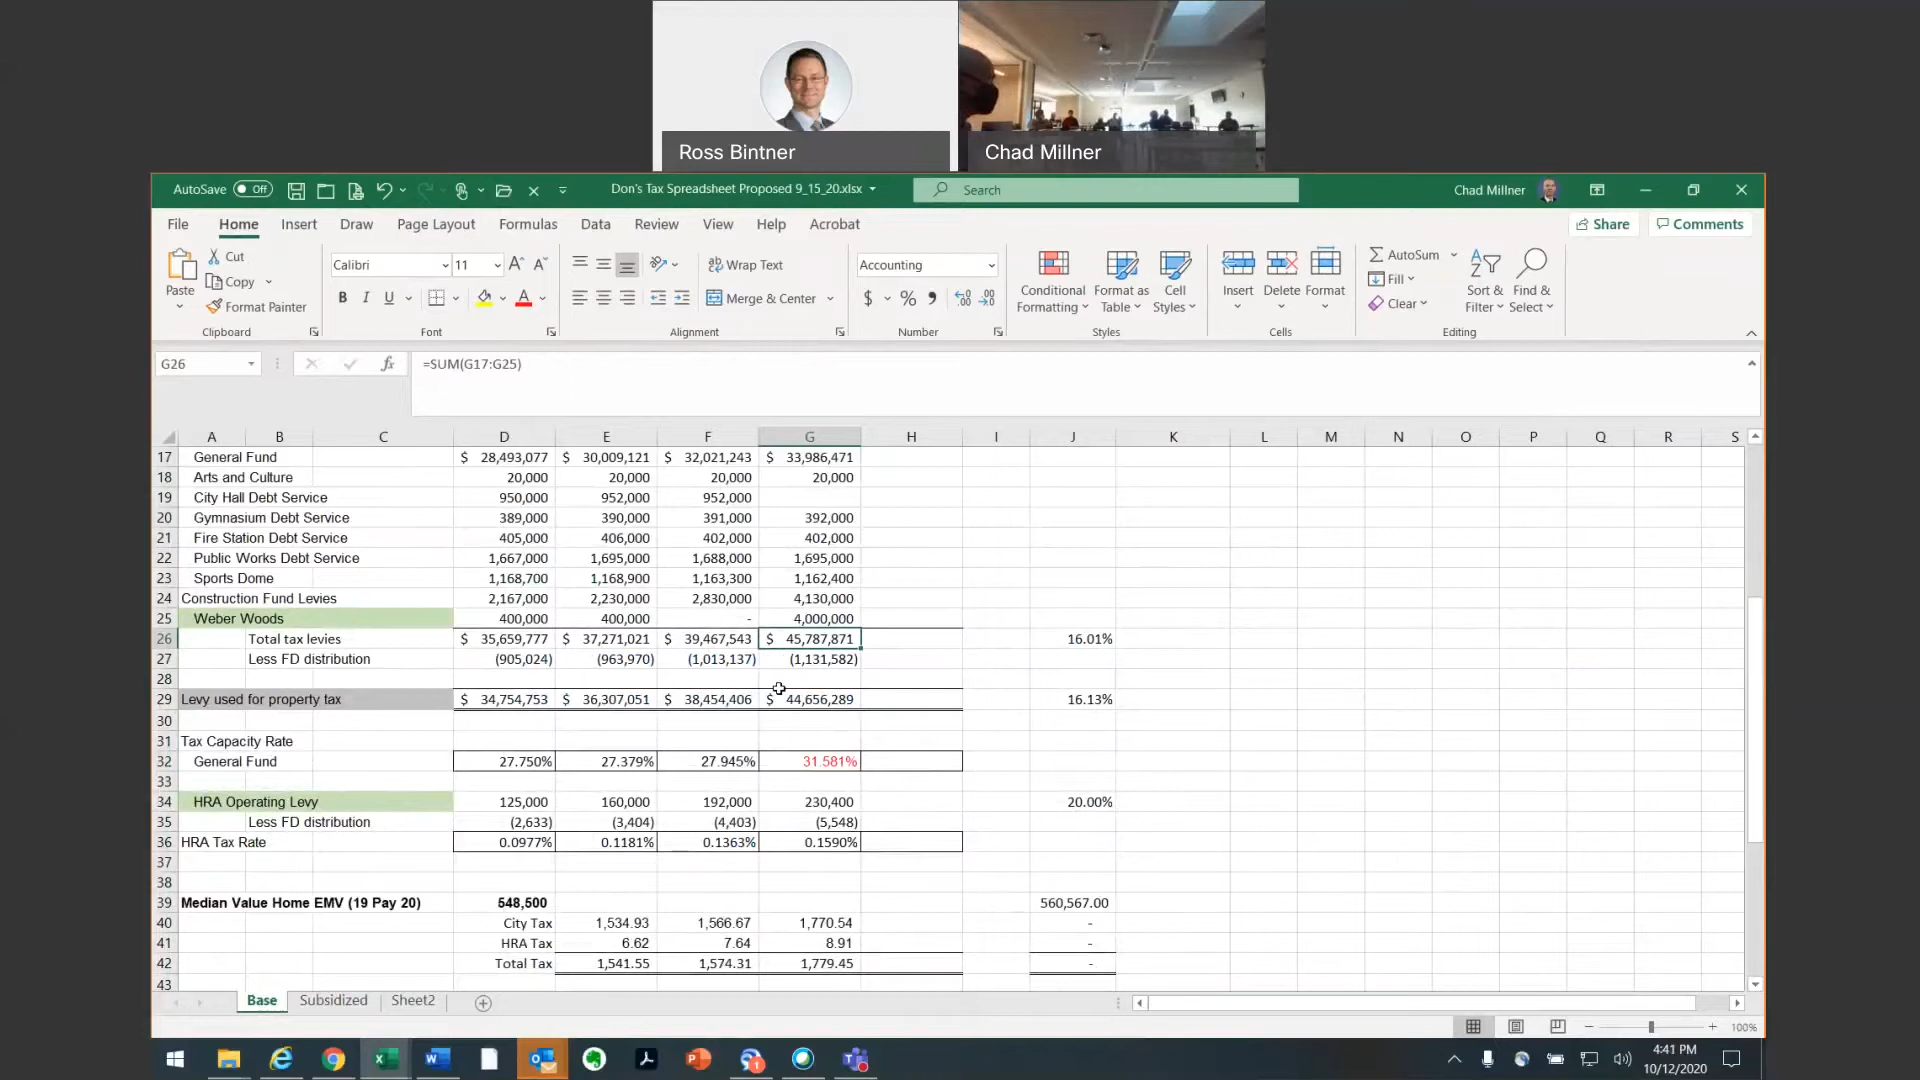 Ross Bintner
Chad Millner
AutoSave Off
Don's Tax Spreadsheet Proposed 9_15_20.xlsx
Search
Chad Millner
File Home Insert Draw Page Layout Formulas Data Review View Help Acrobat
Share Comments
Paste
Cut
Copy
Format Painter
Clipboard
Calibri 11
B I U
Font
Wrap Text
Merge & Center
Alignment
Accounting
$ % 9
Number
Conditional Formatting
Format as Table
Cell Styles
Styles
Insert Delete Format
Cells
AutoSum
Fill
Clear
Sort & Filter
Find & Select
Editing
G26 fx =SUM(G17:G25)
A B C D E F G H I J K L M N O P Q R S
17 General Fund $ 28,493,077 $ 30,009,121 $ 32,021,243 $ 33,986,471
18 Arts and Culture 20,000 20,000 20,000 20,000
19 City Hall Debt Service 950,000 952,000 952,000
20 Gymnasium Debt Service 389,000 390,000 391,000 392,000
21 Fire Station Debt Service 405,000 406,000 402,000 402,000
22 Public Works Debt Service 1,667,000 1,695,000 1,688,000 1,695,000
23 Sports Dome 1,168,700 1,168,900 1,163,300 1,162,400
24 Construction Fund Levies 2,167,000 2,230,000 2,830,000 4,130,000
25 Weber Woods 400,000 400,000 - 4,000,000
26 Total tax levies $ 35,659,777 $ 37,271,021 $ 39,467,543 $ 45,787,871 16.01%
27 Less FD distribution (905,024) (963,970) (1,013,137) (1,131,582)
28
29 Levy used for property tax $ 34,754,753 $ 36,307,051 $ 38,454,406 $ 44,656,289 16.13%
30
31 Tax Capacity Rate
32 General Fund 27.750% 27.379% 27.945% 31.581%
33
34 HRA Operating Levy 125,000 160,000 192,000 230,400 20.00%
35 Less FD distribution (2,633) (3,404) (4,403) (5,548)
36 HRA Tax Rate 0.0977% 0.1181% 0.1363% 0.1590%
37
38
39 Median Value Home EMV (19 Pay 20) 548,500 560,567.00
40 City Tax 1,534.93 1,566.67 1,770.54 -
41 HRA Tax 6.62 7.64 8.91 -
42 Total Tax 1,541.55 1,574.31 1,779.45 -
43
Base Subsidized Sheet2
100%
4:41 PM
10/12/2020